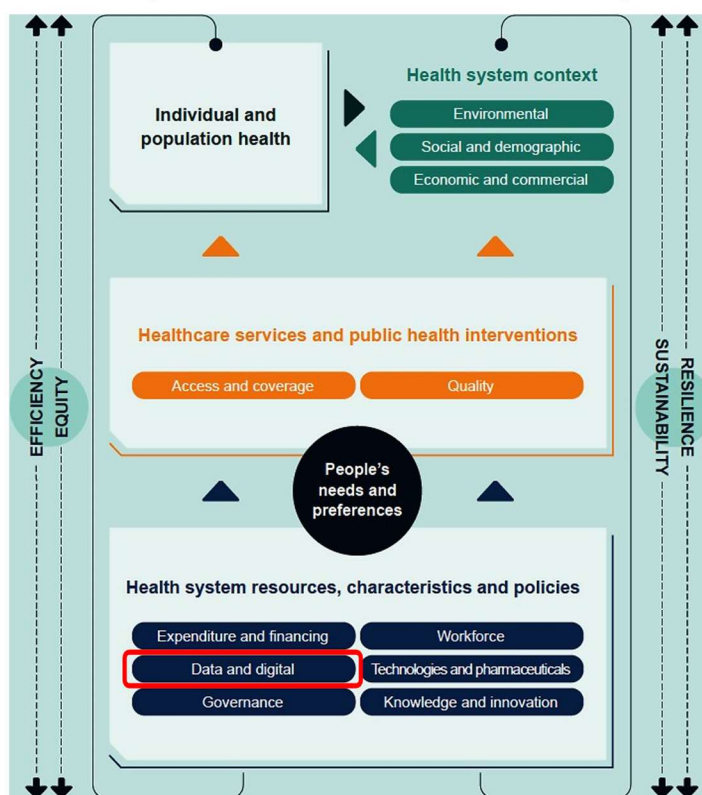 Individual and
population health
Health system context
Environmental
Social and demographic
Economic and commercial
Healthcare services and public health interventions
Access and coverage
Quality
EFFICIENCY
EQUITY
SUSTAINABILITY
RESILIENCE
People's
needs and
preferences
Health system resources, characteristics and policies
Expenditure and financing
Workforce
Data and digital
Technologies and pharmaceuticals
Governance
Knowledge and innovation